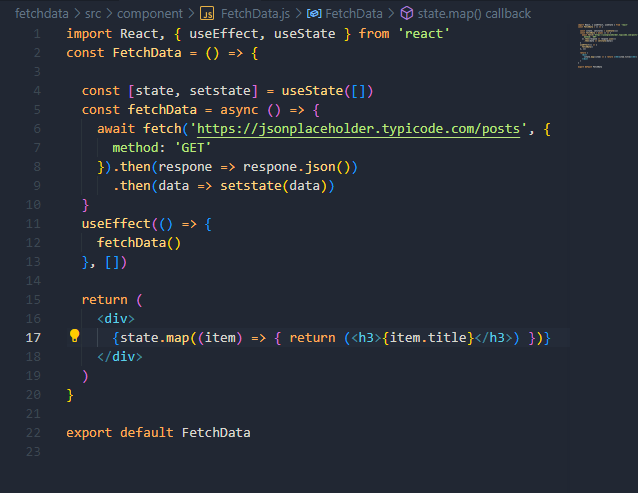 fetchdata > src > component > JS FetchData.js > FetchData > state.map() callback
1 import React, { useEffect, useState } from 'react'
2 const FetchData = () => {
3
4   const [state, setstate] = useState([])
5   const fetchData = async () => {
6     await fetch('https://jsonplaceholder.typicode.com/posts', {
7       method: 'GET'
8     }).then(respone => respone.json())
9       .then(data => setstate(data))
10   }
11   useEffect(() => {
12     fetchData()
13   }, [])
14
15   return (
16     <div>
17       {state.map((item) => { return (<h3>{item.title}</h3>) })}
18     </div>
19   )
20 }
21
22 export default FetchData
23